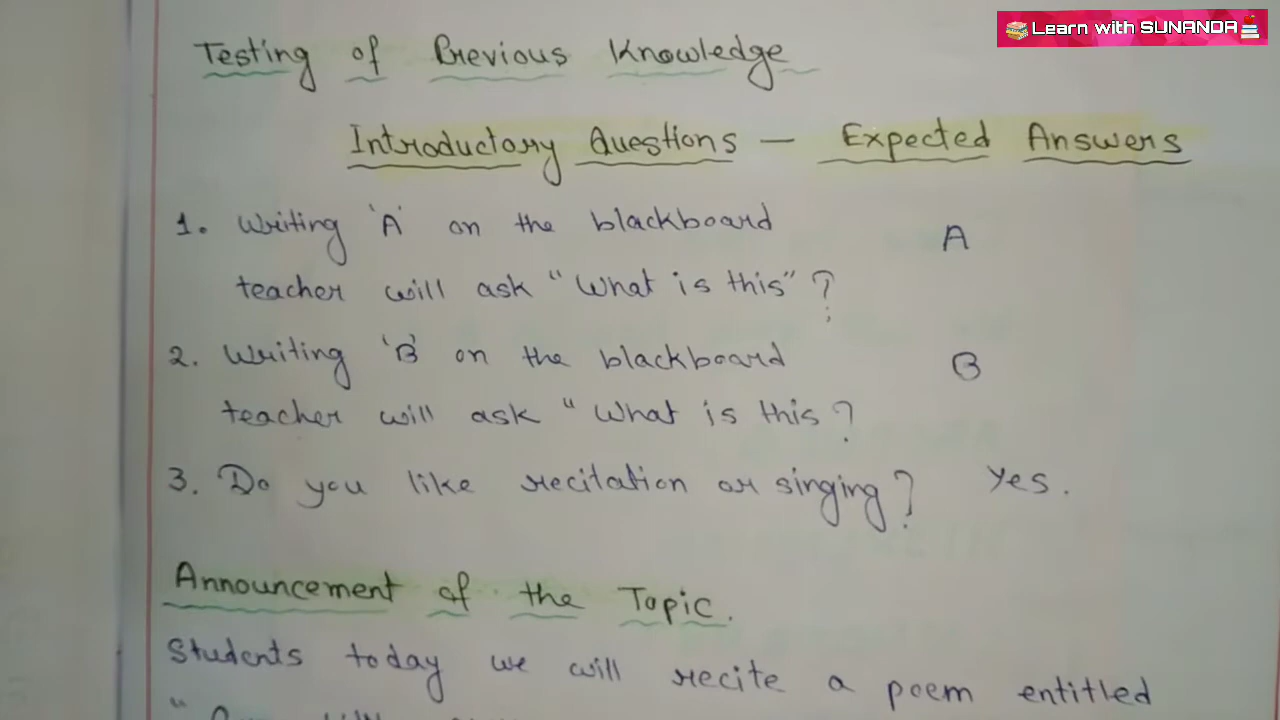 Learn with SUNANDA
Testing of Previous Knowledge
Introductory Questions — Expected Answers
1. Writing 'A' on the blackboard A
teacher will ask "What is this"?
2. Writing 'B' on the blackboard B
teacher will ask "What is this?
3. Do you like recitation or singing? Yes.
Announcement of the Topic.
Students today we will recite a poem entitled